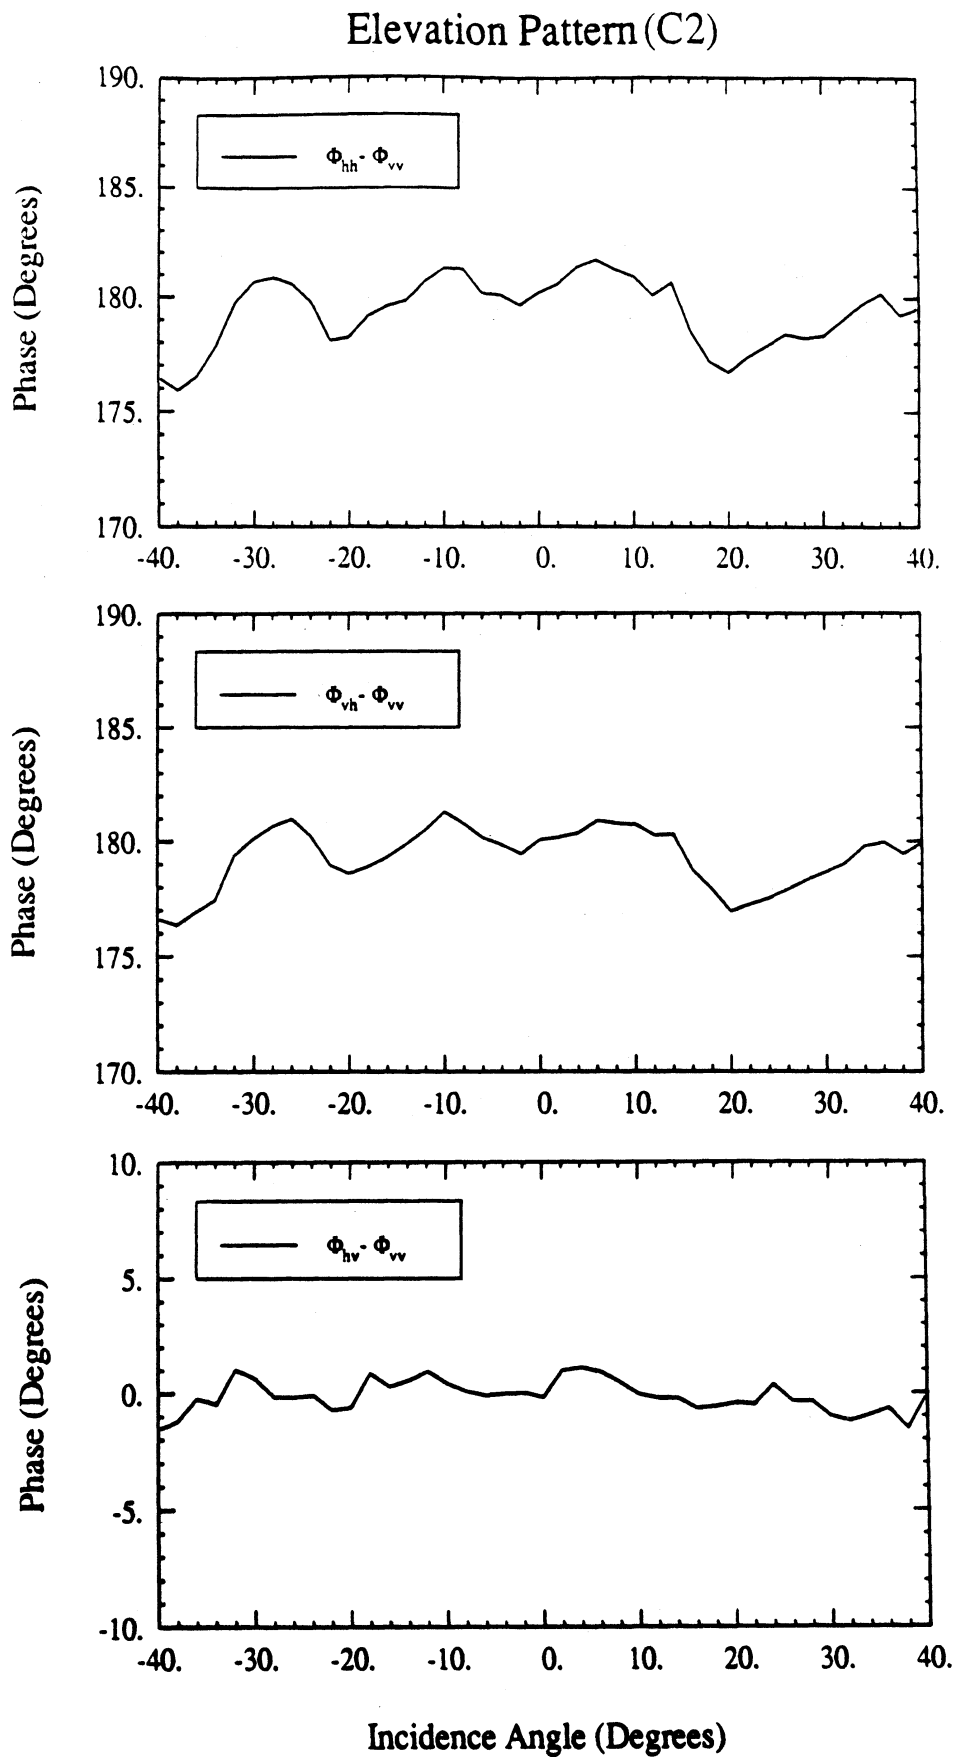 Elevation Pattern (C2)
190.
Φhh- Φvv
185.
180.
175.
170.
Phase (Degrees)
-40. -30. -20. -10. 0. 10. 20. 30. 40.
190.
Φvh- Φvv
185.
180.
175.
170.
Phase (Degrees)
-40. -30. -20. -10. 0. 10. 20. 30. 40.
10.
Φhv- Φvv
5.
0.
-5.
-10.
Phase (Degrees)
-40. -30. -20. -10. 0. 10. 20. 30. 40.
Incidence Angle (Degrees)